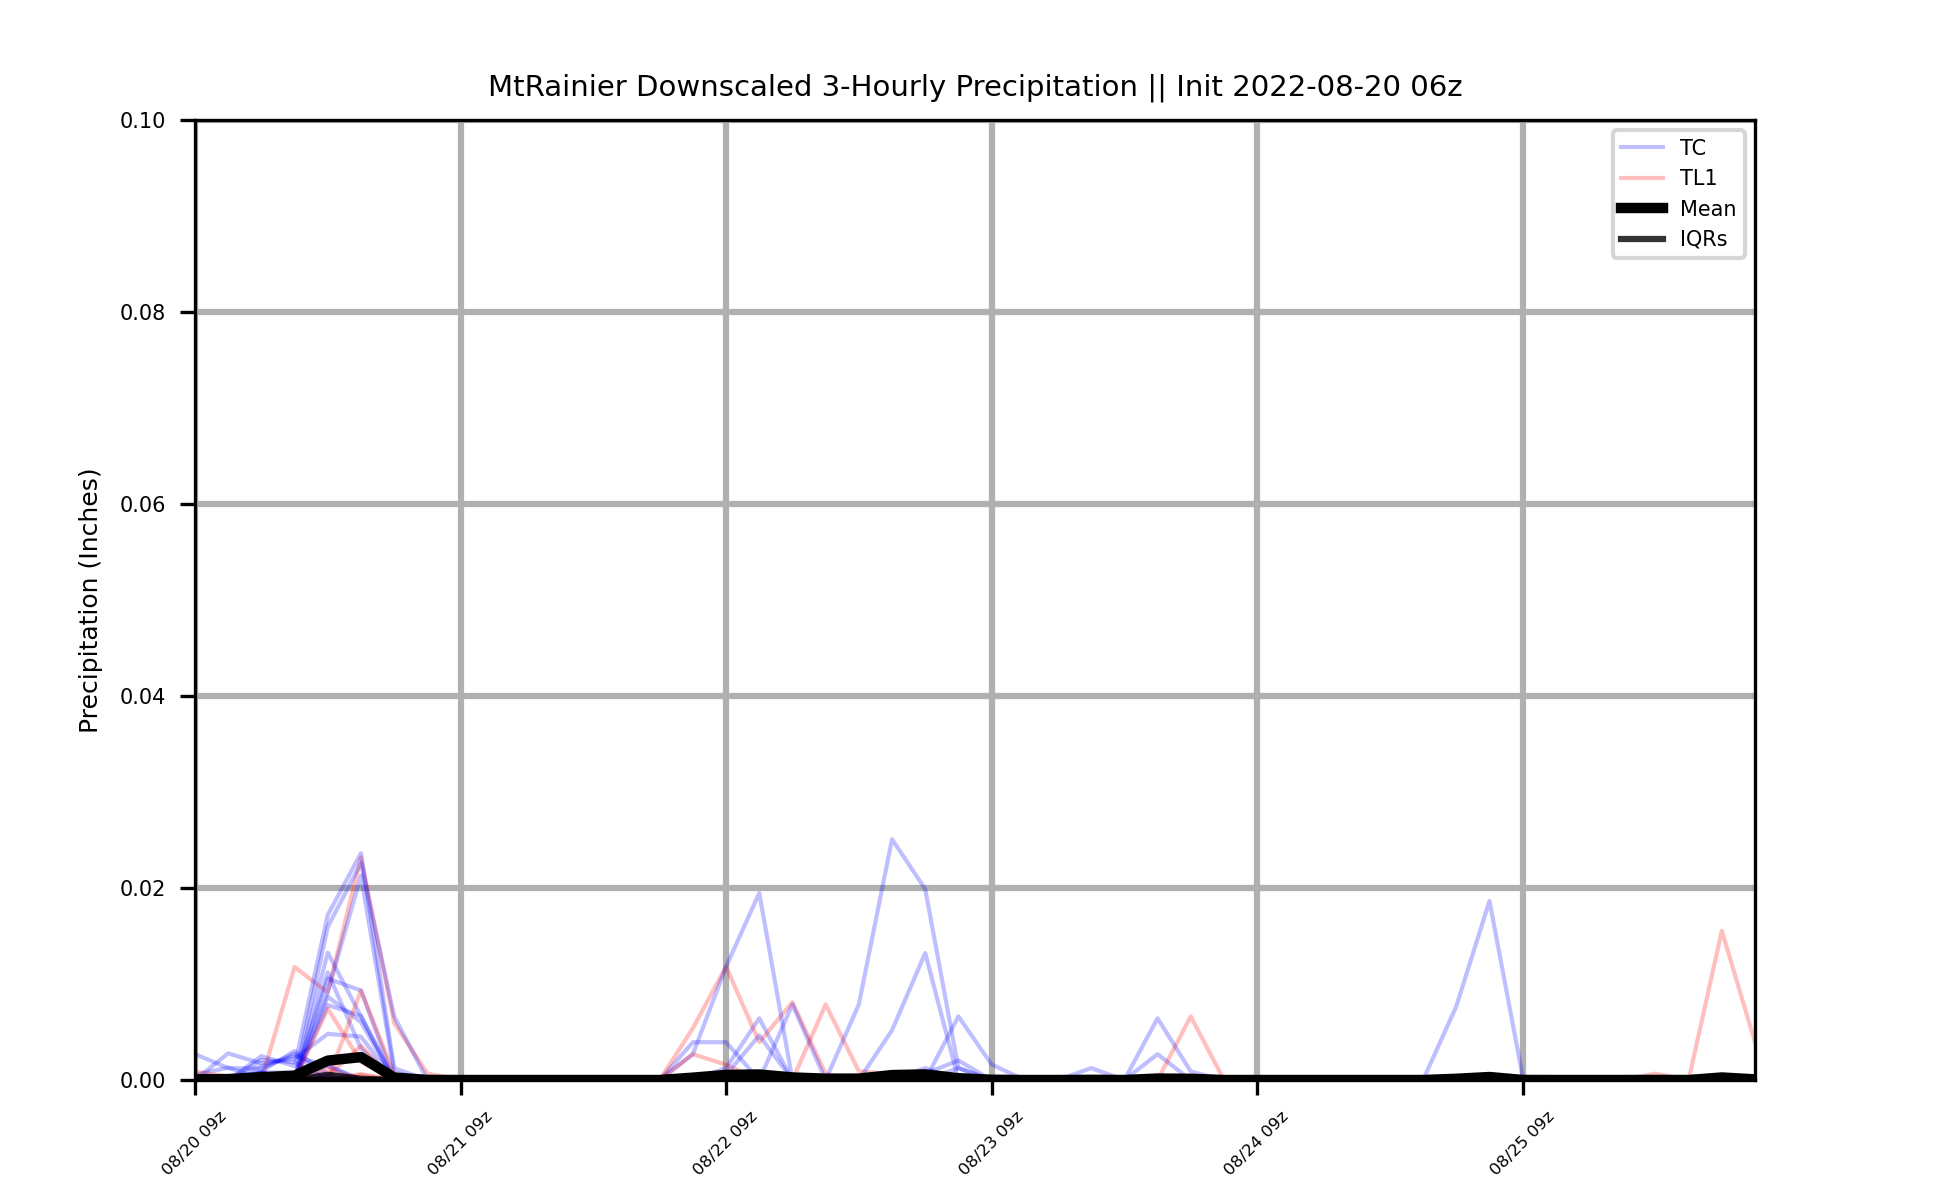 MtRainier Downscaled 3-Hourly Precipitation || Init 2022-08-20 06z
TC
TL1
Mean
IQRs
Precipitation (Inches)
0.10
0.08
0.06
0.04
0.02
0.00
08/20 09z
08/21 09z
08/22 09z
08/23 09z
08/24 09z
08/25 09z